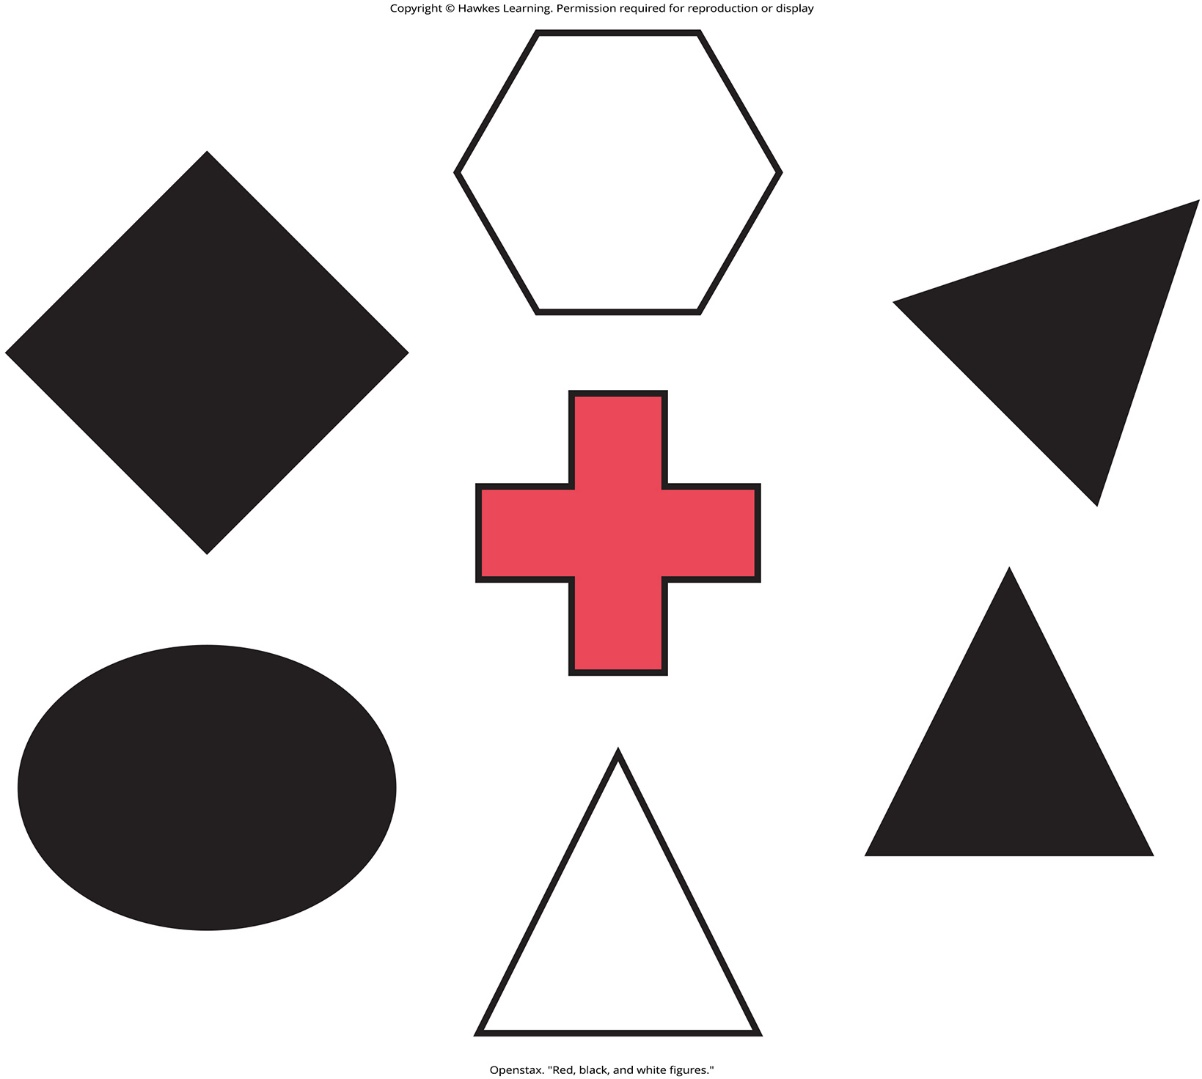 Copyright © Hawkes Learning. Permission required for reproduction or display
Openstax. "Red, black, and white figures."